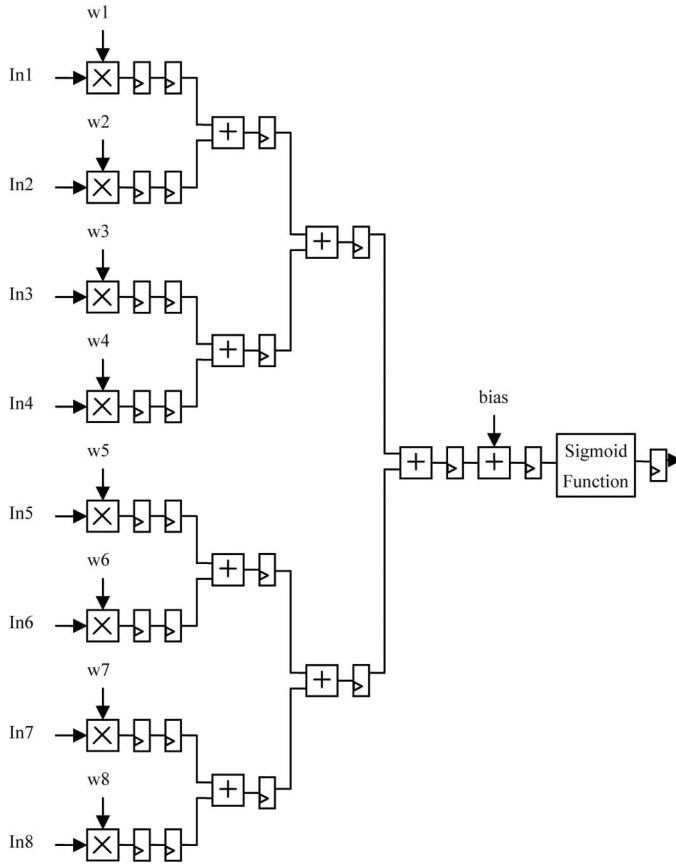 w1
In1
w2
In2
w3
In3
w4
In4
bias
w5
Sigmoid
Function
In5
w6
In6
w7
In7
w8
In8